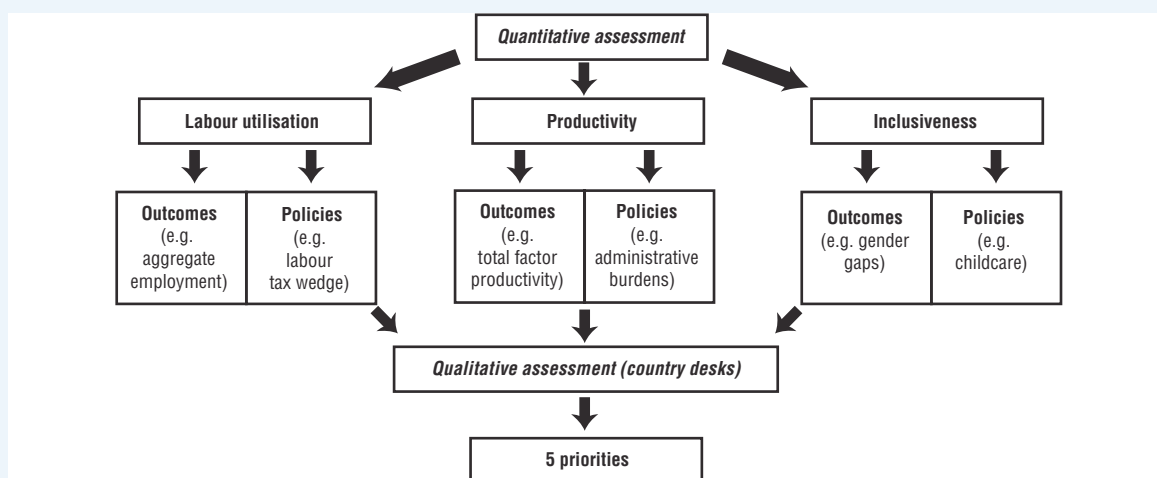 Quantitative assessment
Labour utilisation
Productivity
Inclusiveness
Outcomes
(e.g.
aggregate
employment)
Policies
(e.g.
labour
tax wedge)
Outcomes
(e.g.
total factor
productivity)
Policies
(e.g.
administrative
burdens)
Outcomes
(e.g. gender
gaps)
Policies
(e.g.
childcare)
Qualitative assessment (country desks)
5 priorities